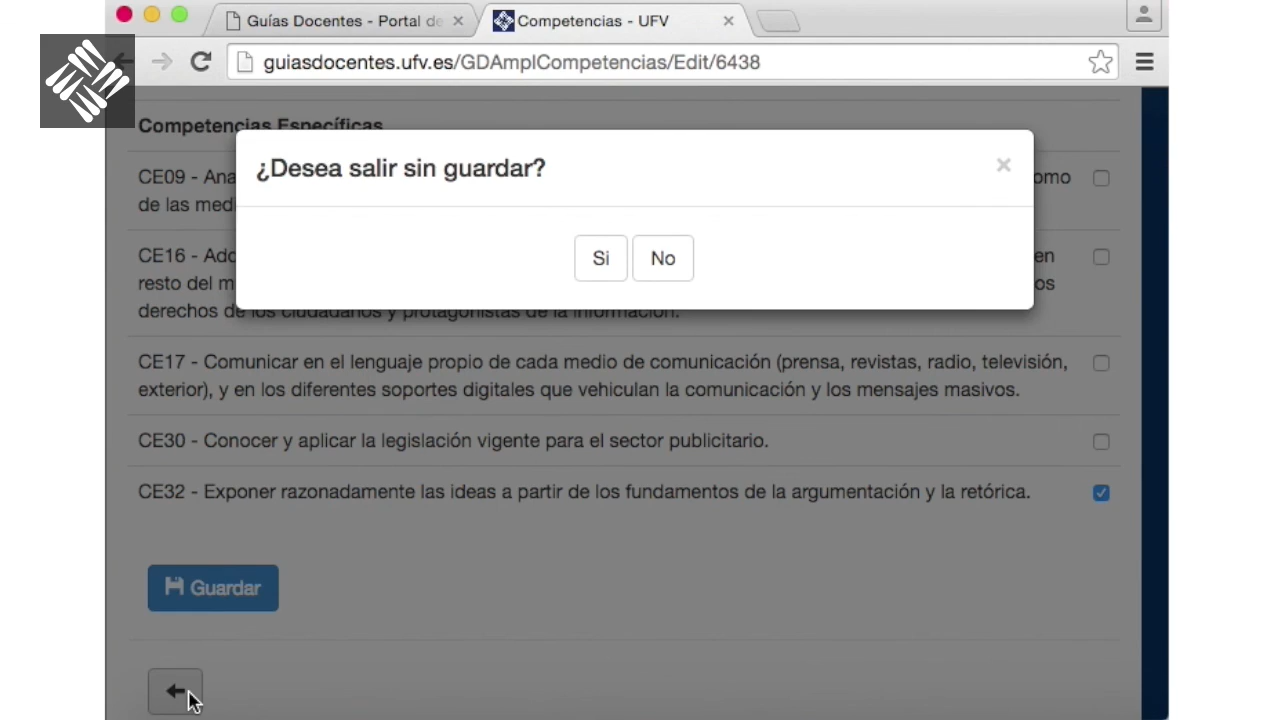 Guías Docentes - Portal de
Competencias - UFV
guiasdocentes.ufv.es/GDAmplCompetencias/Edit/6438
Competencias Específicas
¿Desea salir sin guardar?
CE09 - Ana omo
de las med
Si No
CE16 - Ado en
resto del m os
derechos de los ciudadanos y protagonistas de la información.
CE17 - Comunicar en el lenguaje propio de cada medio de comunicación (prensa, revistas, radio, televisión,
exterior), y en los diferentes soportes digitales que vehiculan la comunicación y los mensajes masivos.
CE30 - Conocer y aplicar la legislación vigente para el sector publicitario.
CE32 - Exponer razonadamente las ideas a partir de los fundamentos de la argumentación y la retórica.
Guardar